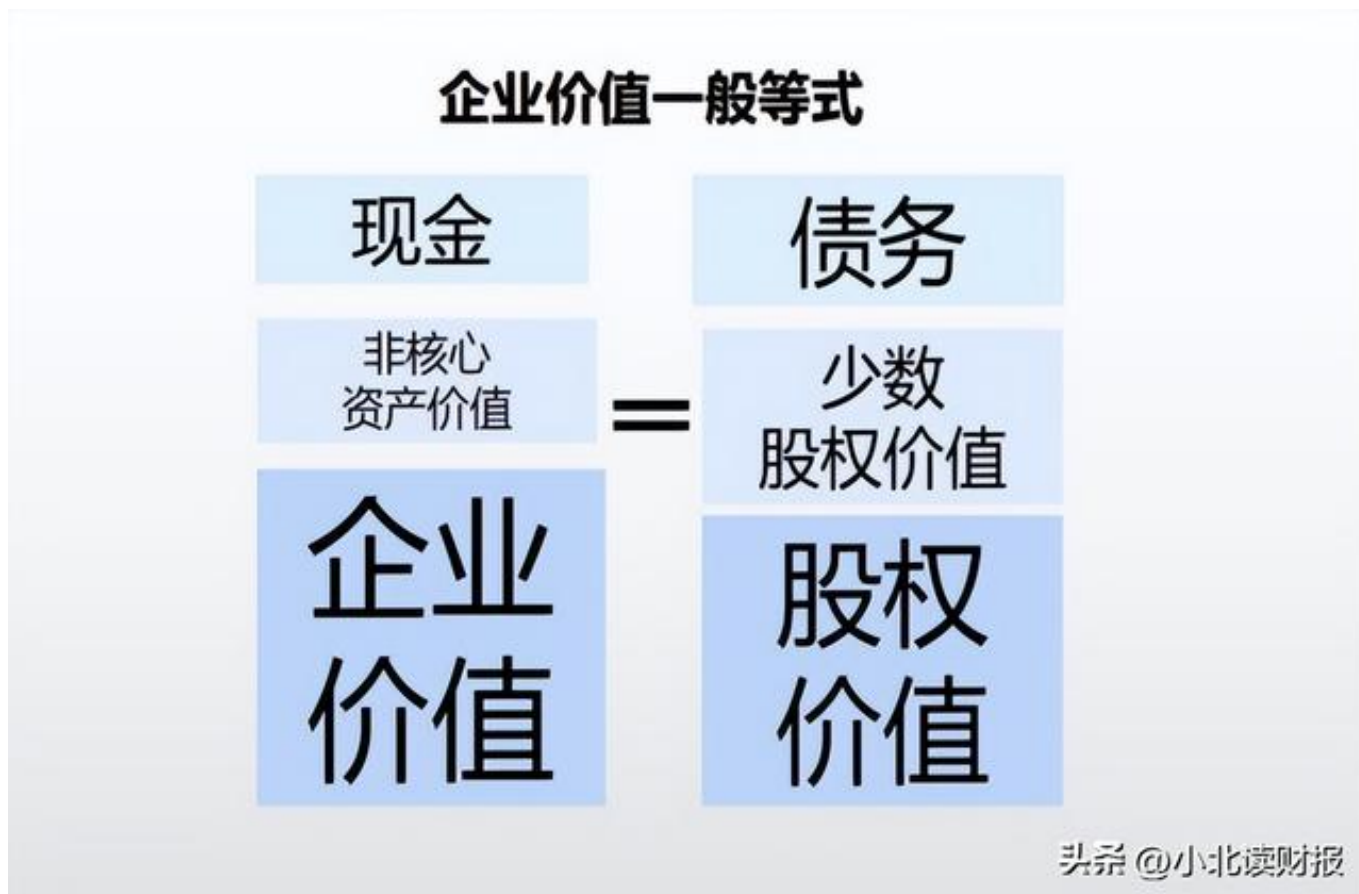 企业价值一般等式
现金
非核心
资产价值
企业
价值
=
债务
少数
股权价值
股权
价值
头条 @小北读财报